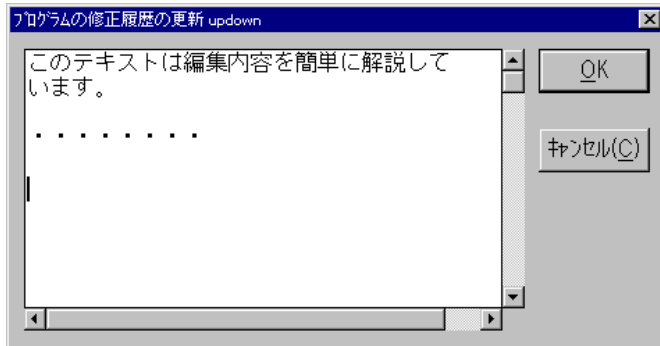 ﾌﾟﾛｸﾞﾗﾑの修正履歴の更新 updown
このテキストは編集内容を簡単に解説して
います。
・・・・・・・・
OK
ｷｬﾝｾﾙ(C)